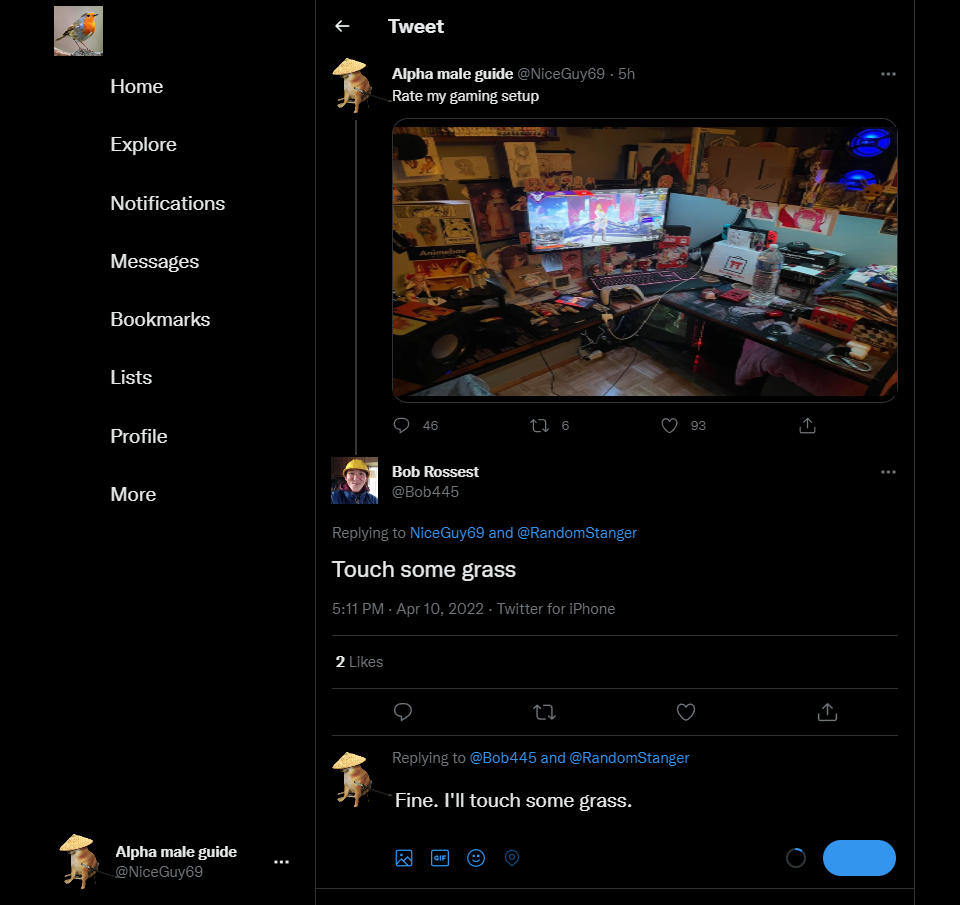 Home
Explore
Notifications
Messages
Bookmarks
Lists
Profile
More
Alpha male guide
@NiceGuy69
Tweet
Alpha male guide @NiceGuy69 · 5h
Rate my gaming setup
Animebae
46 6 93
Bob Rossest
@Bob445
Replying to NiceGuy69 and @RandomStanger
Touch some grass
5:11 PM · Apr 10, 2022 · Twitter for iPhone
2 Likes
Replying to @Bob445 and @RandomStanger
Fine. I'll touch some grass.
GIF